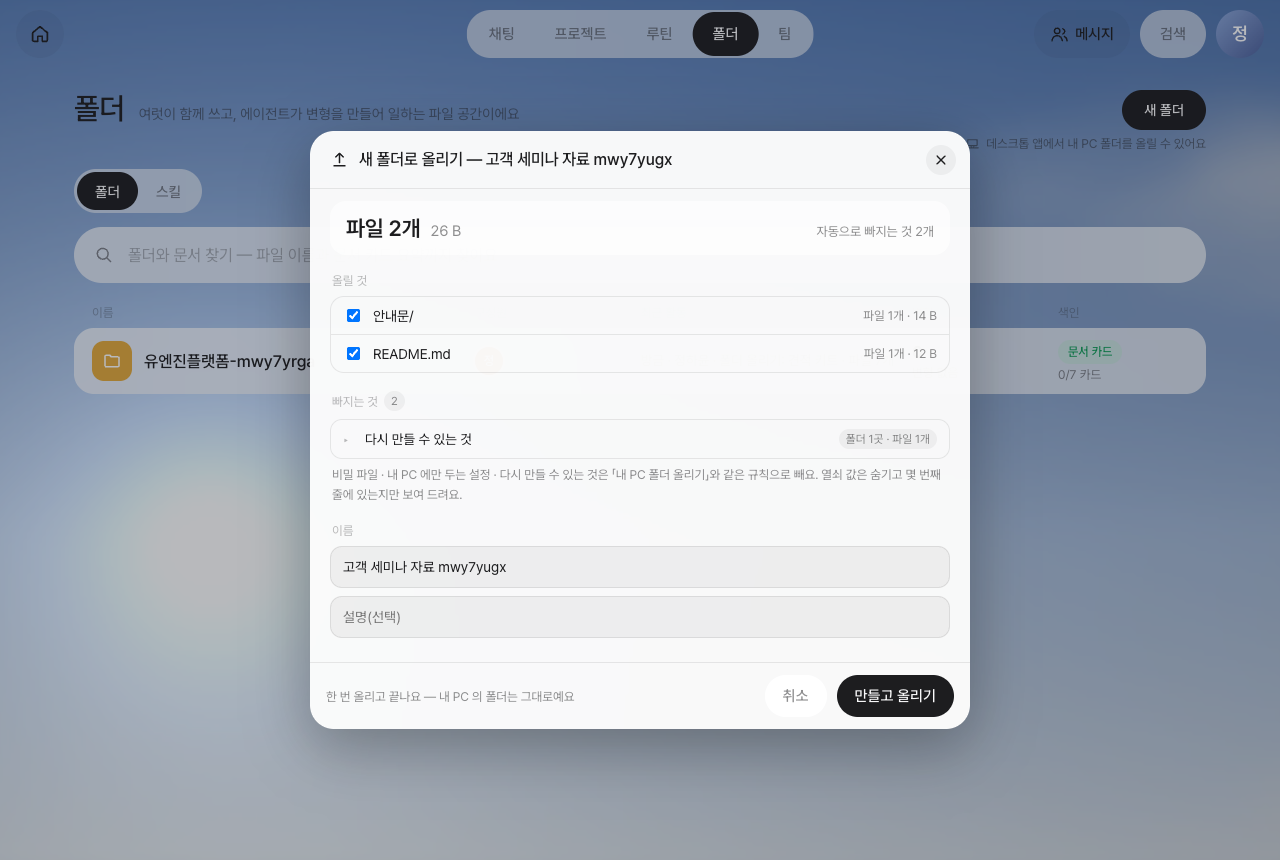 채팅
프로젝트
루틴
폴더
팀
메시지
검색
정
폴더
여럿이 함께 쓰고, 에이전트가 변형을 만들어 일하는 파일 공간이에요
새 폴더
데스크톱 앱에서 내 PC 폴더를 올릴 수 있어요
폴더
스킬
폴더와 문서 찾기 — 파일 이름
이름
색인
유엔진플랫폼-mwy7yrga
문서 카드
0/7 카드
새 폴더로 올리기 — 고객 세미나 자료 mwy7yugx
파일 2개 26 B
자동으로 빠지는 것 2개
올릴 것
안내문/
파일 1개 · 14 B
README.md
파일 1개 · 12 B
빠지는 것 2
다시 만들 수 있는 것
폴더 1곳 · 파일 1개
비밀 파일 · 내 PC 에만 두는 설정 · 다시 만들 수 있는 것은 「내 PC 폴더 올리기」와 같은 규칙으로 빼요. 열쇠 값은 숨기고 몇 번째
줄에 있는지만 보여 드려요.
이름
고객 세미나 자료 mwy7yugx
설명(선택)
한 번 올리고 끝나요 — 내 PC 의 폴더는 그대로예요
취소
만들고 올리기